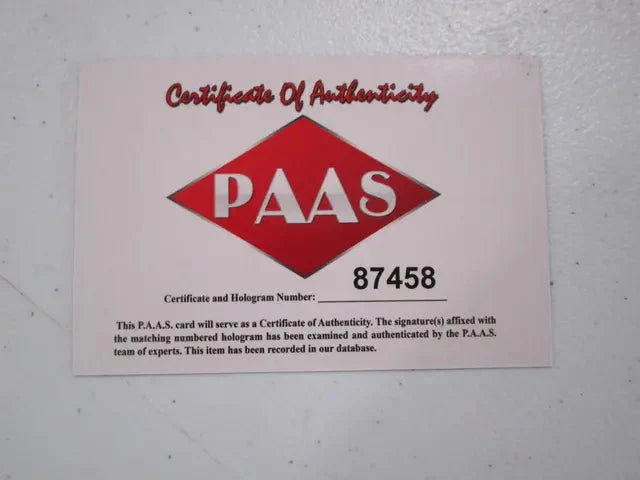 Certificate Of Authenticity
PAAS
87458
Certificate and Hologram Number:
This P.A.A.S. card will serve as a Certificate of Authenticity. The signature(s) affixed with
the matching numbered hologram has been examined and authenticated by the P.A.A.S.
team of experts. This item has been recorded in our database.